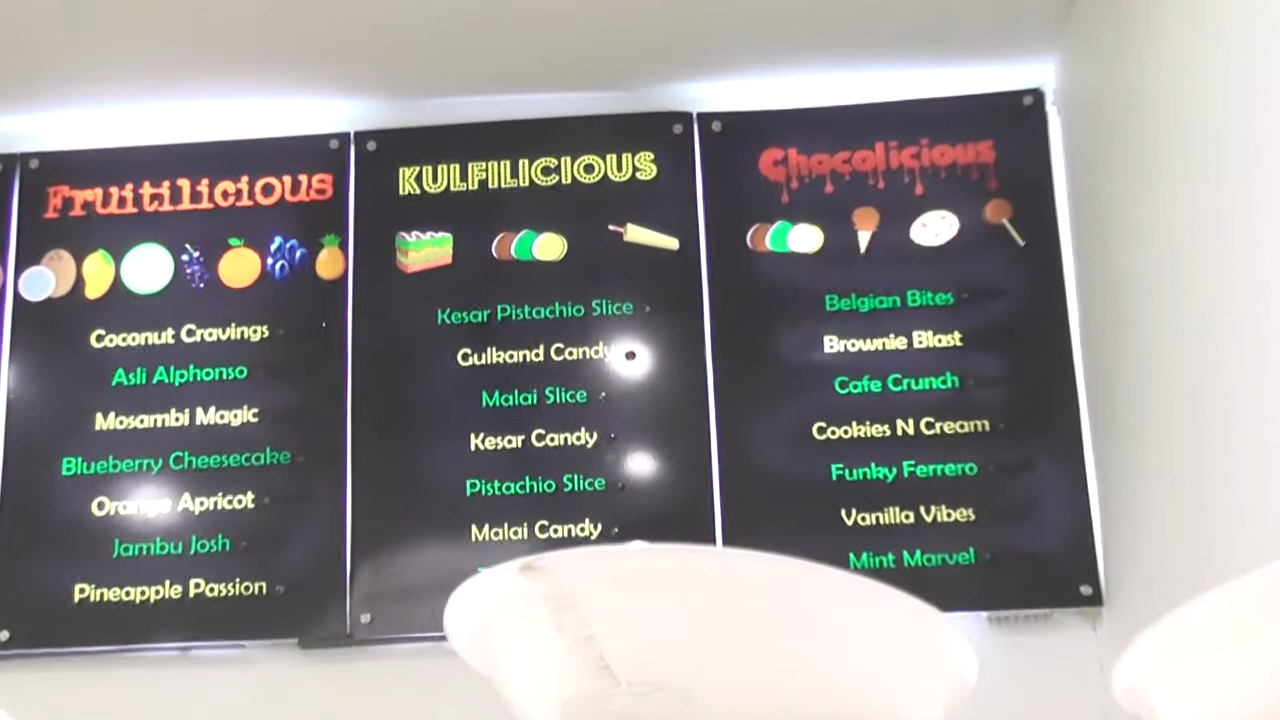 Fruitilicious
Coconut Cravings
Asli Alphonso
Mosambi Magic
Blueberry Cheesecake
Orange Apricot
Jambu Josh
Pineapple Passion
KULFILICIOUS
Kesar Pistachio Slice
Gulkand Candy
Malai Slice
Kesar Candy
Pistachio Slice
Malai Candy
Chocolicious
Belgian Bites
Brownie Blast
Cafe Crunch
Cookies N Cream
Funky Ferrero
Vanilla Vibes
Mint Marvel